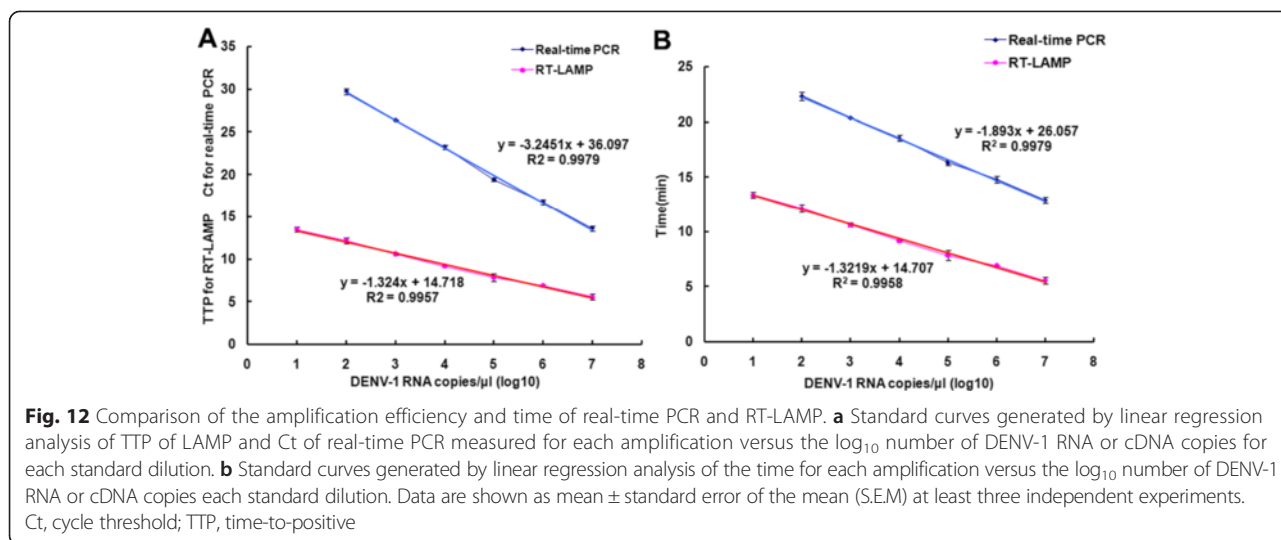 A
Real-time PCR
RT-LAMP
TTP for RT-LAMP Ct for real-time PCR
35
30
25
20
15
10
5
0
y = -3.2451x + 36.097
R2 = 0.9979
y = -1.324x + 14.718
R2 = 0.9957
0 1 2 3 4 5 6 7 8
DENV-1 RNA copies/μl (log10)
B
Real-time PCR
RT-LAMP
Time(min)
25
20
15
10
5
0
y = -1.893x + 26.057
R² = 0.9979
y = -1.3219x + 14.707
R² = 0.9958
0 1 2 3 4 5 6 7 8
DENV-1 RNA copies/μl (log10)
Fig. 12 Comparison of the amplification efficiency and time of real-time PCR and RT-LAMP. a Standard curves generated by linear regression
analysis of TTP of LAMP and Ct of real-time PCR measured for each amplification versus the log₁₀ number of DENV-1 RNA or cDNA copies for
each standard dilution. b Standard curves generated by linear regression analysis of the time for each amplification versus the log₁₀ number of DENV-1
RNA or cDNA copies each standard dilution. Data are shown as mean ± standard error of the mean (S.E.M) at least three independent experiments.
Ct, cycle threshold; TTP, time-to-positive